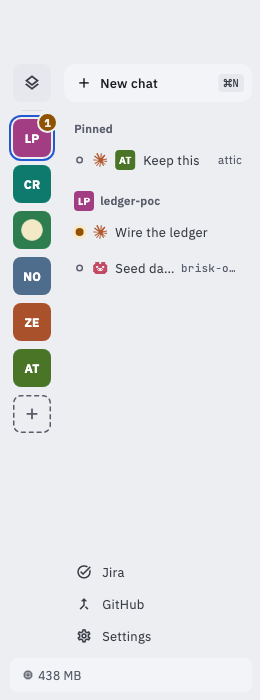 New chat ⌘N
LP 1
Pinned
CR
AT Keep this attic
LP ledger-poc
Wire the ledger
NO
Seed da... brisk-o…
ZE
AT
+
Jira
GitHub
Settings
438 MB